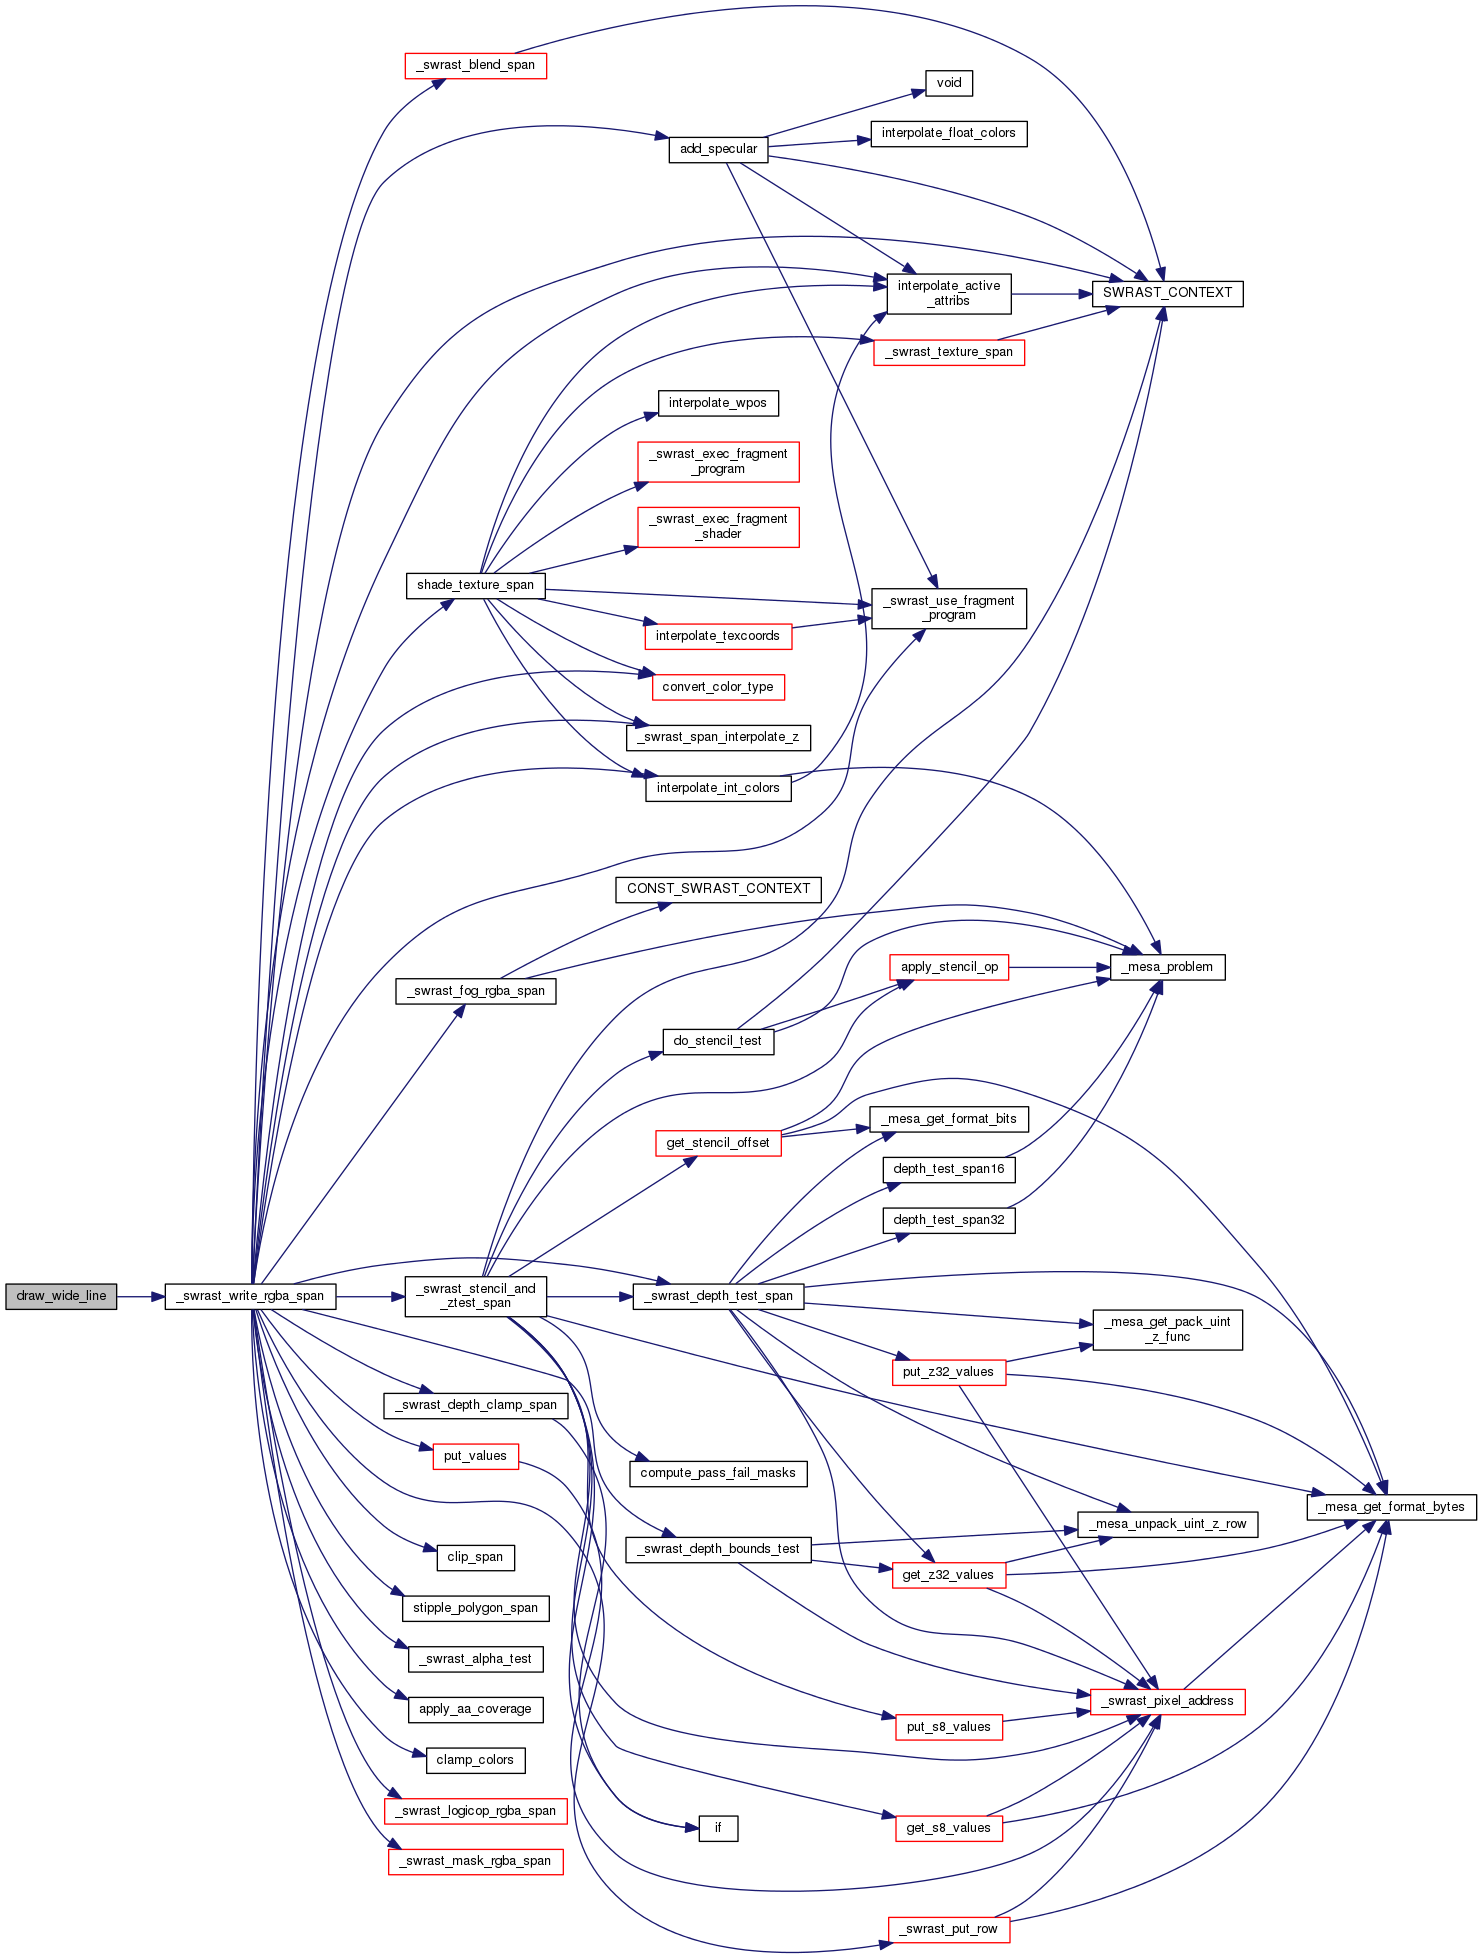 _swrast_blend_span
void
interpolate_float_colors
add_specular
interpolate_active
_attribs
SWRAST_CONTEXT
_swrast_texture_span
interpolate_wpos
_swrast_exec_fragment
_program
_swrast_exec_fragment
_shader
shade_texture_span
_swrast_use_fragment
_program
interpolate_texcoords
convert_color_type
_swrast_span_interpolate_z
interpolate_int_colors
CONST_SWRAST_CONTEXT
_swrast_fog_rgba_span
apply_stencil_op
_mesa_problem
do_stencil_test
get_stencil_offset
_mesa_get_format_bits
depth_test_span16
depth_test_span32
draw_wide_line
_swrast_write_rgba_span
_swrast_stencil_and
_ztest_span
_swrast_depth_test_span
_mesa_get_pack_uint
_z_func
put_z32_values
_swrast_depth_clamp_span
put_values
compute_pass_fail_masks
_mesa_get_format_bytes
_mesa_unpack_uint_z_row
clip_span
_swrast_depth_bounds_test
get_z32_values
stipple_polygon_span
_swrast_alpha_test
_swrast_pixel_address
apply_aa_coverage
put_s8_values
clamp_colors
_swrast_logicop_rgba_span
if
get_s8_values
_swrast_mask_rgba_span
_swrast_put_row